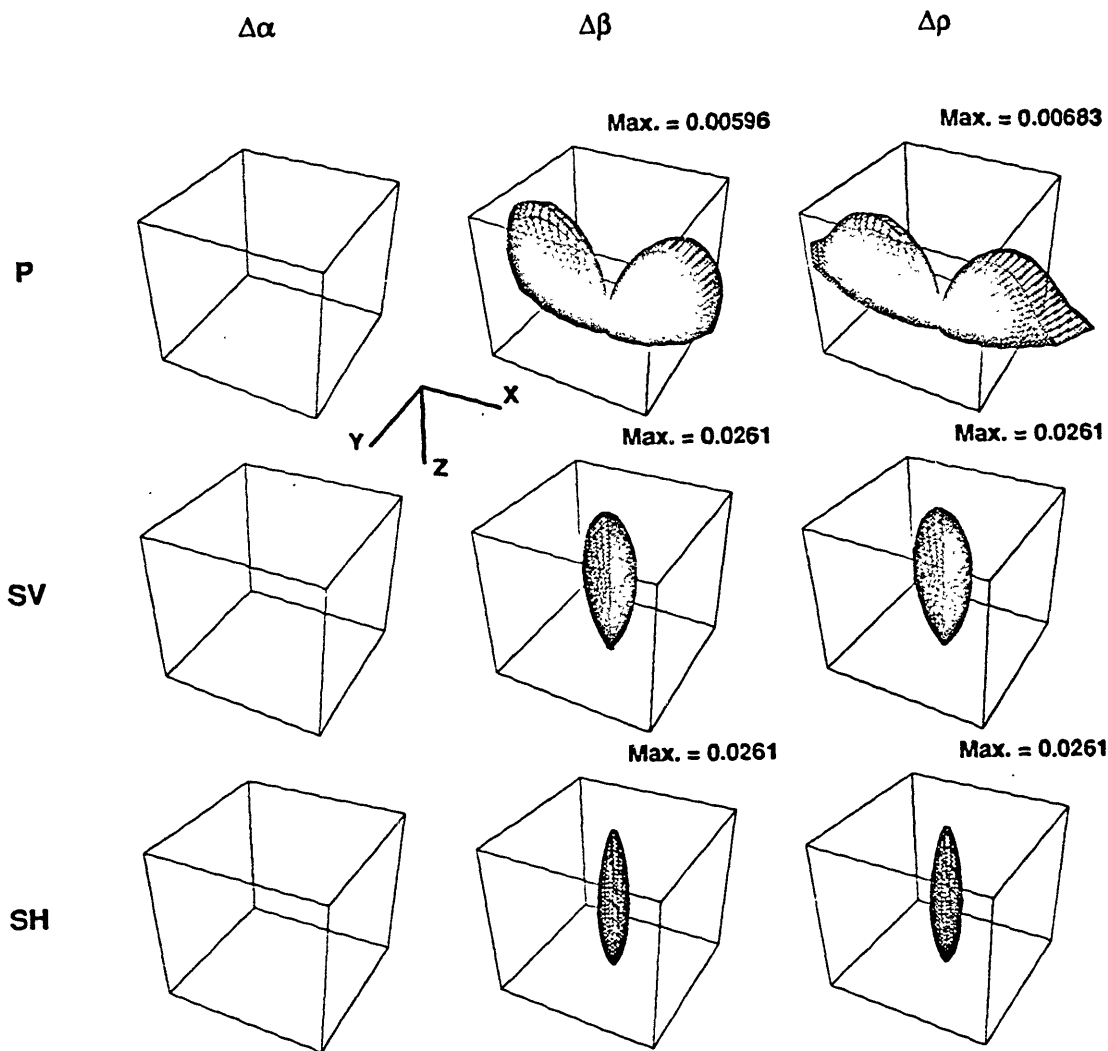 Δα Δβ Δρ
Max. = 0.00596 Max. = 0.00683
P
X
Y
Z
Max. = 0.0261 Max. = 0.0261
SV
Max. = 0.0261 Max. = 0.0261
SH